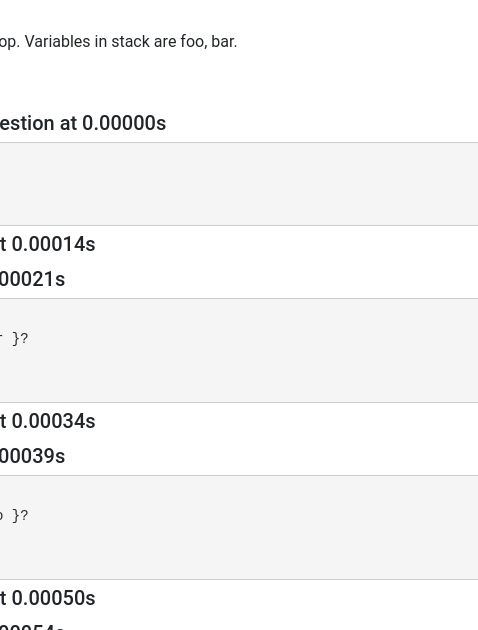 op. Variables in stack are foo, bar.
estion at 0.00000s
t 0.00014s
00021s
}?
t 0.00034s
00039s
}?
t 0.00050s